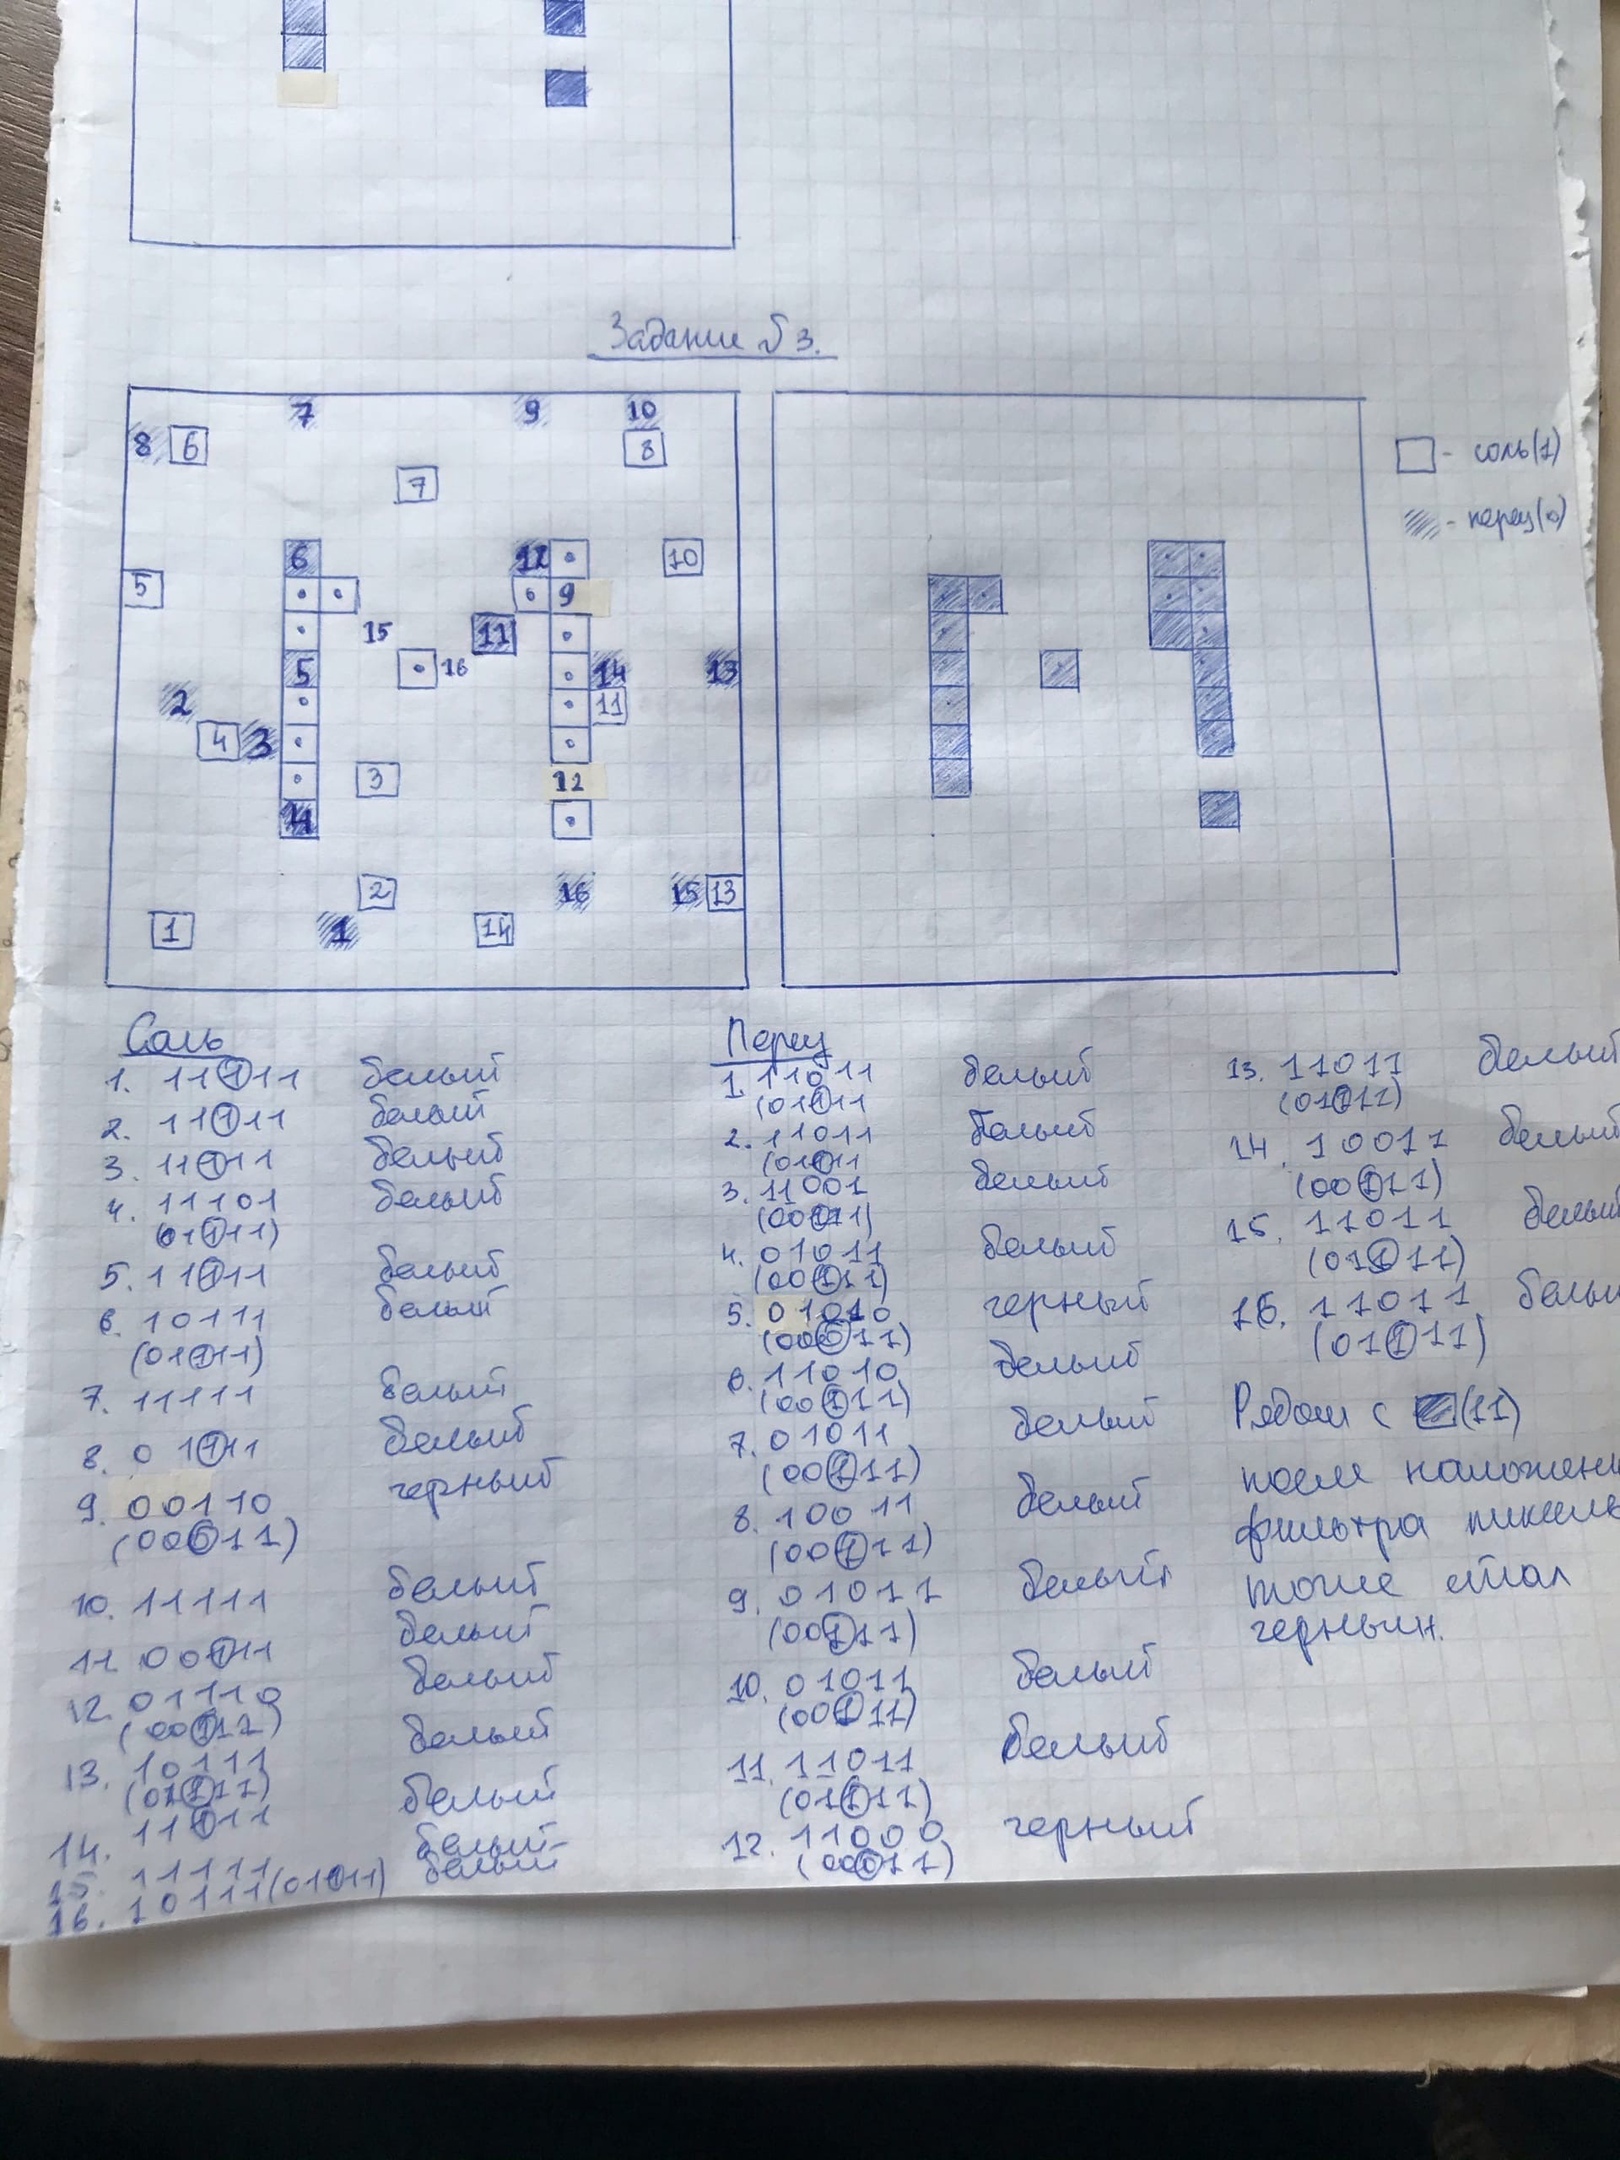 Задание №3.
7 9 10
8 6 8
7
6 12 10
5 9
15 11
5 16 14 13
2 11
4 3
3 12
14
2 16 15 13
1 1 14
- соль(1)
- перец(0)
Соль
1. 11111 белый
2. 11111 белый
3. 11111 белый
4. 11101 белый
(01111)
5. 11111 белый
6. 10111 белый
(01111)
7. 11111 белый
8. 01111 белый
9. 00110 черный
(00011)
10. 11111 белый
11. 00111 белый
12. 01110 белый
(00111)
13. 10111 белый
(01111)
14. 11111 белый
15. 11111 белый
16. 10111(01111) белый
Перец
1. 11011 белый
(01111
2. 11011 белый
(01111
3. 11001 белый
(00111)
4. 01011 белый
(00111)
5. 01010 черный
(00011)
6. 11010 белый
(00111)
7. 01011 белый
(00111)
8. 10011 белый
(00111)
9. 01011 белый
(00111)
10. 01011 белый
(00111)
11. 11011 белый
(01111)
12. 11000 черный
(00011)
13. 11011 белый
(01111)
14. 10011 белый
(00111)
15. 11011 белый
(01111)
16. 11011 белы
(01111)
Рядом с (11)
после наложени
фильтра пиксель
тоже стал
черным.